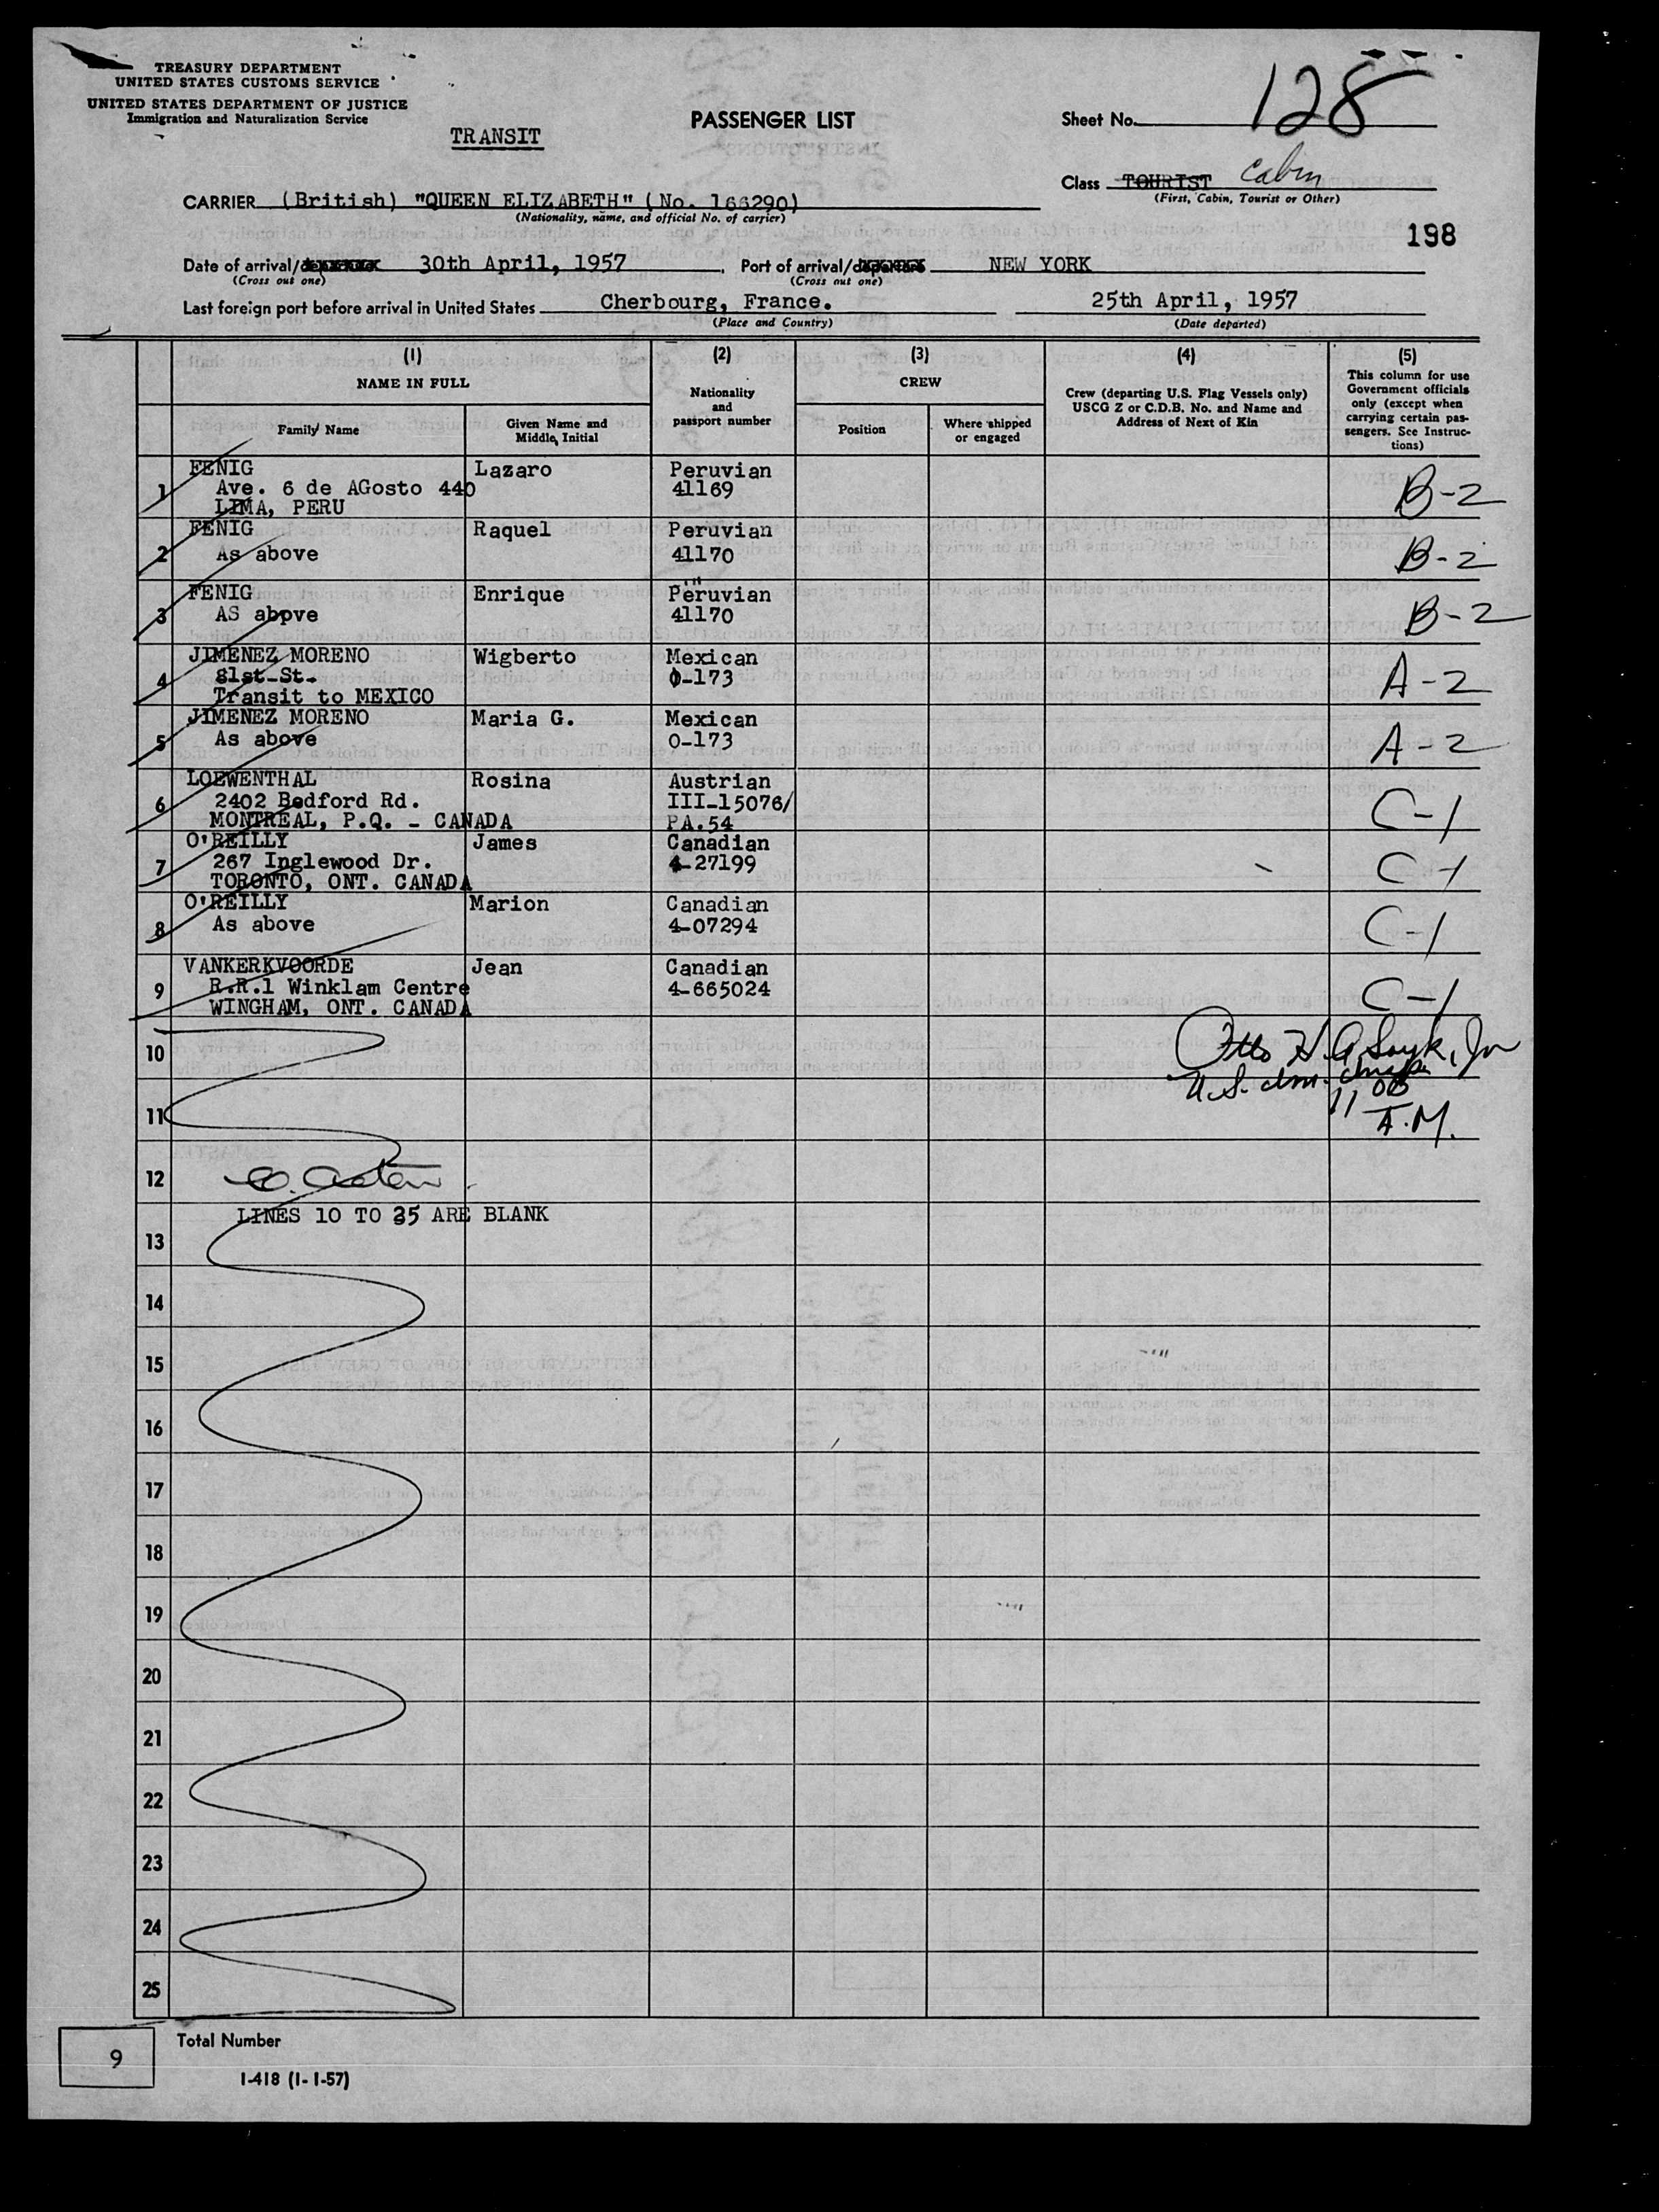 TREASURY DEPARTMENT
UNITED STATES CUSTOMS SERVICE
UNITED STATES DEPARTMENT OF JUSTICE
Immigration and Naturalization Service
TRANSIT
PASSENGER LIST
Sheet No. 128
Class TOURIST Cabin
(First, Cabin, Tourist or Other)
CARRIER (British) "QUEEN ELIZABETH" (No. 166290)
(Nationality, name, and official No. of carrier)
198
Date of arrival/departure 30th April, 1957. Port of arrival/departure NEW YORK
(Cross out one) (Cross out one)
Last foreign port before arrival in United States Cherbourg, France. 25th April, 1957
(Place and Country) (Date departed)
(1) (2) (3) (4) (5)
NAME IN FULL
Family Name
Given Name and
Middle Initial
Nationality
and
passport number
CREW
Position
Where shipped
or engaged
Crew (departing U.S. Flag Vessels only)
USCG Z or C.D.B. No. and Name and
Address of Next of Kin
This column for use
Government officials
only (except when
carrying certain pas-
sengers. See Instruc-
tions)
1 FENIG Lazaro Peruvian B-2
Ave. 6 de AGosto 440 41169
LIMA, PERU
2 FENIG Raquel Peruvian B-2
As above 41170
3 FENIG Enrique Peruvian B-2
AS above 41170
4 JIMENEZ MORENO Wigberto Mexican A-2
81st-St. 0-173
Transit to MEXICO
5 JIMENEZ MORENO Maria G. Mexican A-2
As above 0-173
6 LOEWENTHAL Rosina Austrian C-1
2402 Bedford Rd. III-15076/
MONTREAL, P.Q. - CANADA PA.54
7 O'REILLY James Canadian C-1
267 Inglewood Dr. 4-27199
TORONTO, ONT. CANADA
8 O'REILLY Marion Canadian C-1
As above 4-07294
9 VANKERKVOORDE Jean Canadian C-1
R.R.1 Winklam Centre 4-665024
WINGHAM, ONT. CANADA
10
Otto H. A.
U.S. Imm.
11
11 00
A.M.
12
LINES 10 TO 25 ARE BLANK
13
14
15
16
17
18
19
20
21
22
23
24
25
9 Total Number
I-418 (1-1-57)